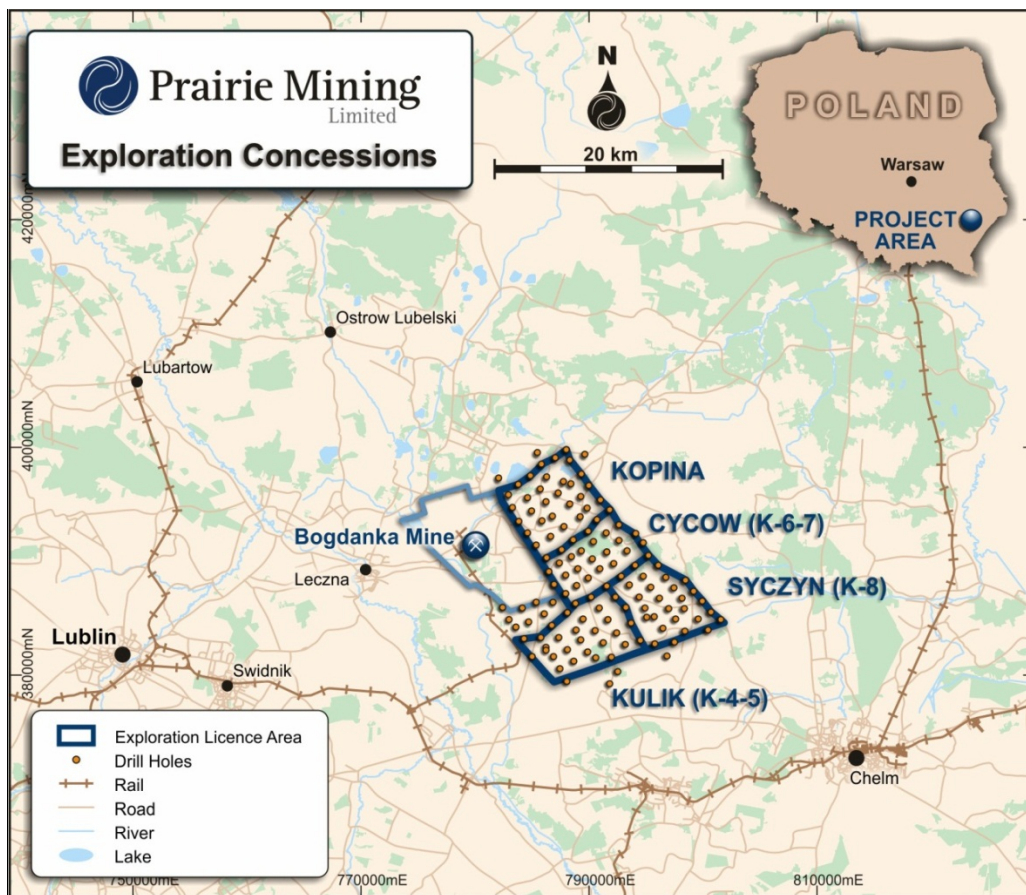 Prairie Mining
Limited
Exploration Concessions
N
20 km
POLAND
Warsaw
PROJECT
AREA
420000mN
Ostrow Lubelski
Lubartow
400000mN
KOPINA
CYCOW (K-6-7)
Bogdanka Mine
Leczna
SYCZYN (K-8)
Lublin
Swidnik
380000mN
KULIK (K-4-5)
Chelm
Exploration Licence Area
Drill Holes
Rail
Road
River
Lake
750000mE
770000mE
790000mE
810000mE